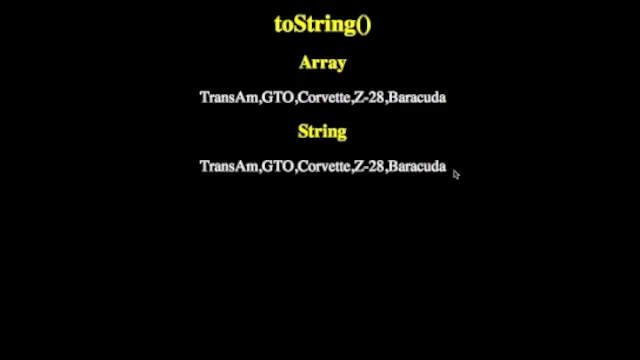 toString()
Array
TransAm,GTO,Corvette,Z-28,Baracuda
String
TransAm,GTO,Corvette,Z-28,Baracuda